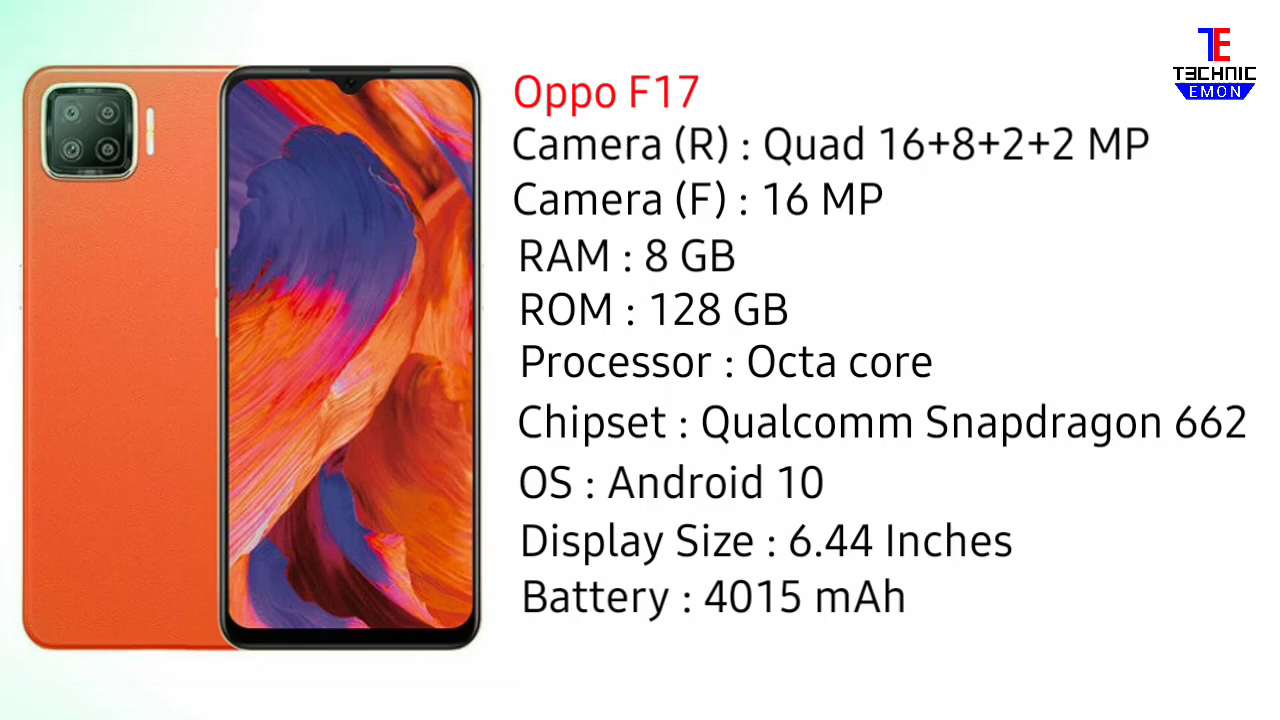 TE
TECHNIC
EMON
Oppo F17
Camera (R) : Quad 16+8+2+2 MP
Camera (F) : 16 MP
RAM : 8 GB
ROM : 128 GB
Processor : Octa core
Chipset : Qualcomm Snapdragon 662
OS : Android 10
Display Size : 6.44 Inches
Battery : 4015 mAh